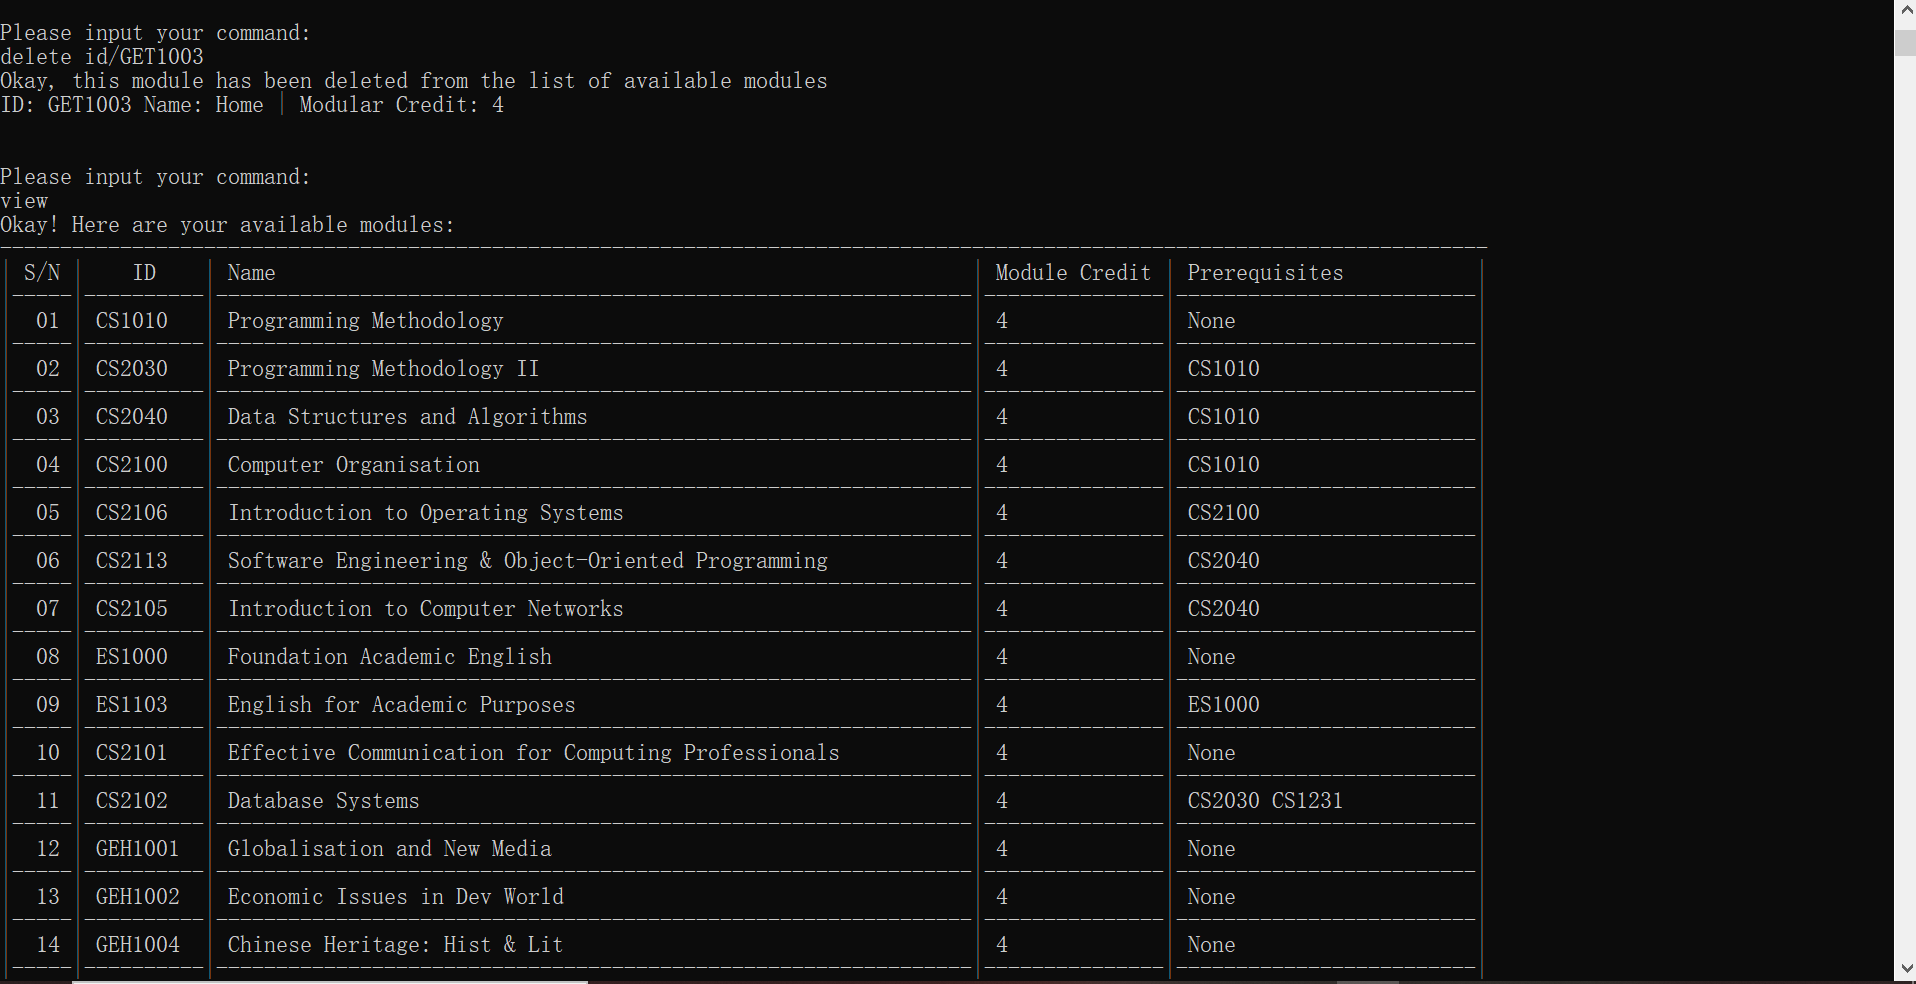 Please input your command:
delete id/GET1003
Okay, this module has been deleted from the list of available modules
ID: GET1003 Name: Home | Modular Credit: 4
Please input your command:
view
Okay! Here are your available modules:
| S/N | ID | Name | Module Credit | Prerequisites |
| 01 | CS1010 | Programming Methodology | 4 | None |
| 02 | CS2030 | Programming Methodology II | 4 | CS1010 |
| 03 | CS2040 | Data Structures and Algorithms | 4 | CS1010 |
| 04 | CS2100 | Computer Organisation | 4 | CS1010 |
| 05 | CS2106 | Introduction to Operating Systems | 4 | CS2100 |
| 06 | CS2113 | Software Engineering & Object-Oriented Programming | 4 | CS2040 |
| 07 | CS2105 | Introduction to Computer Networks | 4 | CS2040 |
| 08 | ES1000 | Foundation Academic English | 4 | None |
| 09 | ES1103 | English for Academic Purposes | 4 | ES1000 |
| 10 | CS2101 | Effective Communication for Computing Professionals | 4 | None |
| 11 | CS2102 | Database Systems | 4 | CS2030 CS1231 |
| 12 | GEH1001 | Globalisation and New Media | 4 | None |
| 13 | GEH1002 | Economic Issues in Dev World | 4 | None |
| 14 | GEH1004 | Chinese Heritage: Hist & Lit | 4 | None |